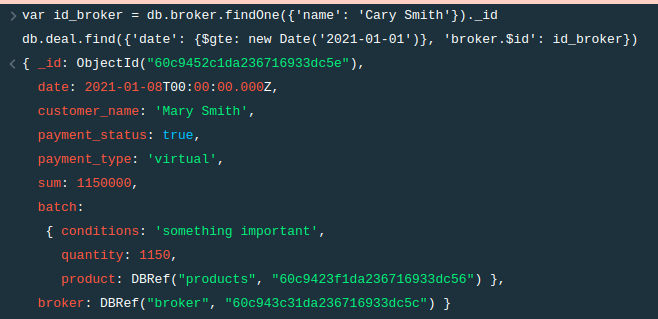 > var id_broker = db.broker.findOne({'name': 'Cary Smith'})._id
db.deal.find({'date': {$gte: new Date('2021-01-01')}, 'broker.$id': id_broker})
< { _id: ObjectId("60c9452c1da236716933dc5e"),
date: 2021-01-08T00:00:00.000Z,
customer_name: 'Mary Smith',
payment_status: true,
payment_type: 'virtual',
sum: 1150000,
batch:
{ conditions: 'something important',
quantity: 1150,
product: DBRef("products", "60c9423f1da236716933dc56") },
broker: DBRef("broker", "60c943c31da236716933dc5c") }